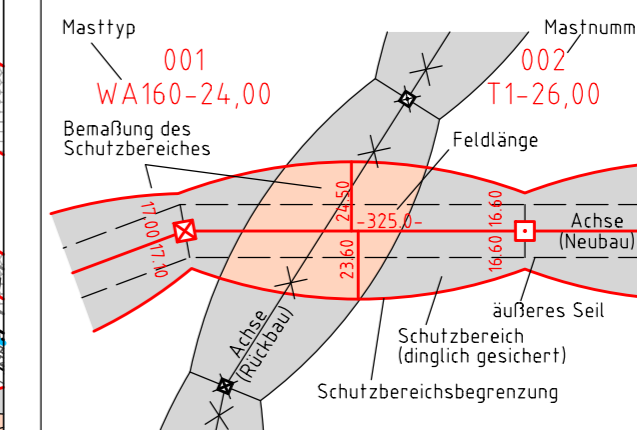 Masttyp
Mastnumm
001
002
WA160-24,00
T1-26,00
Bemaßung des
Schutzbereiches
Feldlänge
24.50
-325.0-
23.60
17.00 17.10
16.60 16.60
Achse
(Neubau)
äußeres Seil
Achse
(Rückbau)
Schutzbereich
(dinglich gesichert)
Schutzbereichsbegrenzung